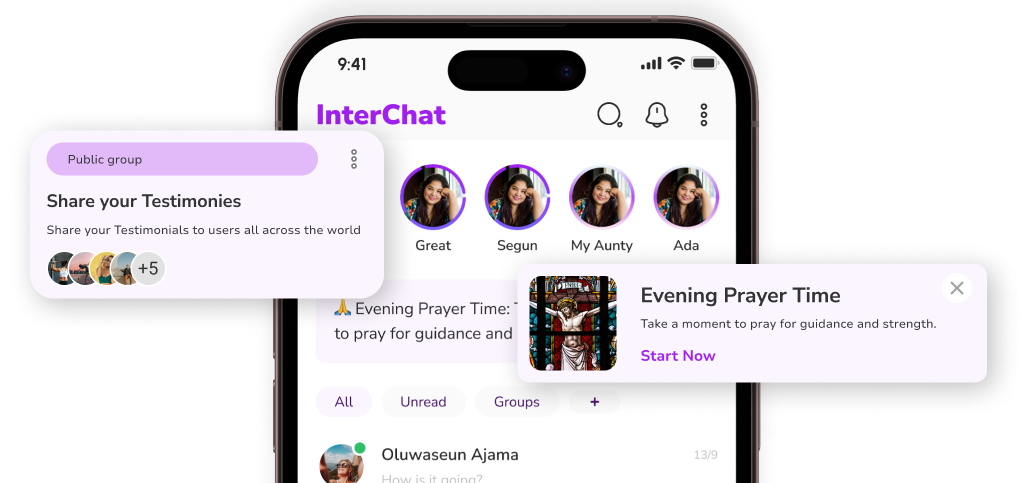 9:41
InterChat
Public group
Share your Testimonies
Share your Testimonials to users all across the world
+5
Great
Segun
My Aunty
Ada
🙏 Evening Prayer Time: T
to pray for guidance and
Evening Prayer Time
Take a moment to pray for guidance and strength.
Start Now
All
Unread
Groups
+
Oluwaseun Ajama
13/9
How is it going?